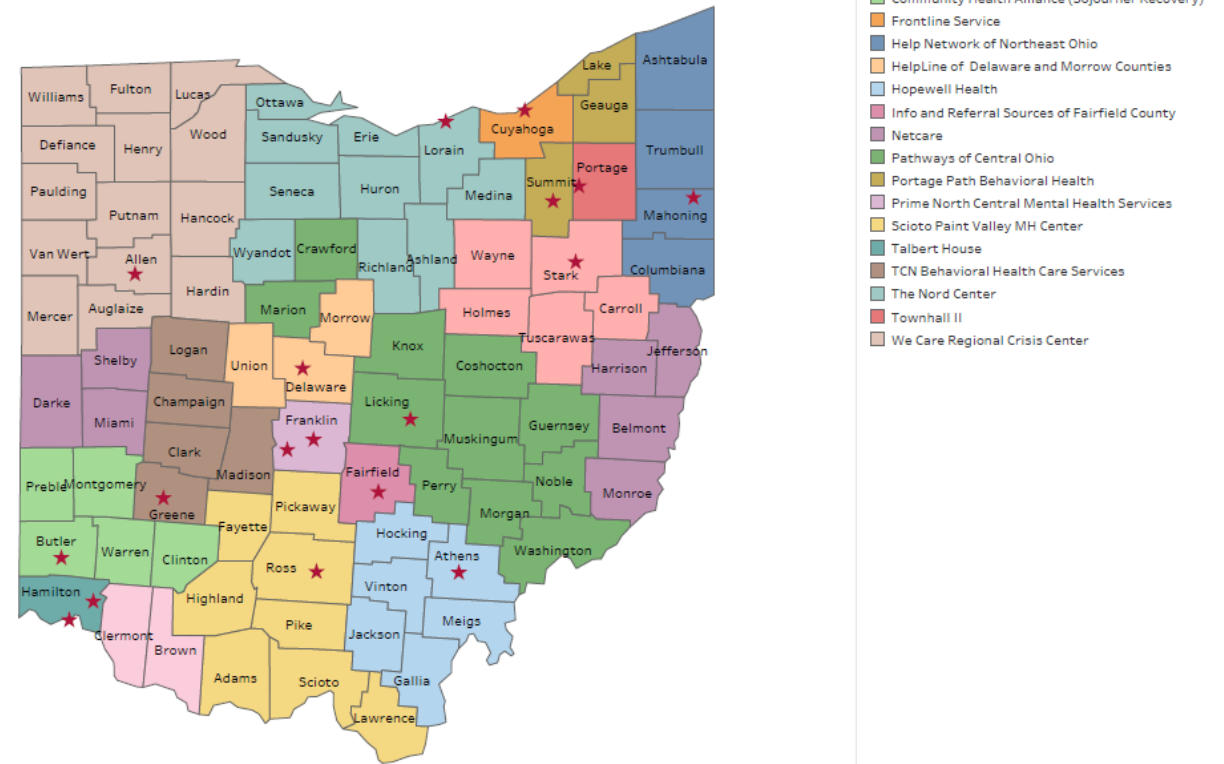 Community Health Alliance (Sojourner Recovery)
Frontline Service
Help Network of Northeast Ohio
HelpLine of Delaware and Morrow Counties
Hopewell Health
Info and Referral Sources of Fairfield County
Netcare
Pathways of Central Ohio
Portage Path Behavioral Health
Prime North Central Mental Health Services
Scioto Paint Valley MH Center
Talbert House
TCN Behavioral Health Care Services
The Nord Center
Townhall II
We Care Regional Crisis Center
Ashtabula
Lake
Geauga
Williams
Fulton
Lucas
Ottawa
Wood
Sandusky
Erie
Lorain
Cuyahoga
Trumbull
Defiance
Henry
Portage
Paulding
Seneca
Huron
Medina
Summit
Putnam
Hancock
Mahoning
Van Wert
Allen
Wyandot
Crawford
Richland
Ashland
Wayne
Stark
Columbiana
Mercer
Auglaize
Hardin
Marion
Morrow
Holmes
Carroll
Tuscarawas
Shelby
Logan
Union
Knox
Coshocton
Harrison
Jefferson
Delaware
Darke
Miami
Champaign
Licking
Franklin
Muskingum
Guernsey
Belmont
Clark
Madison
Fairfield
Perry
Noble
Monroe
Preble
Montgomery
Greene
Fayette
Pickaway
Morgan
Hocking
Washington
Butler
Warren
Clinton
Ross
Athens
Hamilton
Highland
Vinton
Clermont
Brown
Pike
Jackson
Meigs
Adams
Scioto
Gallia
Lawrence